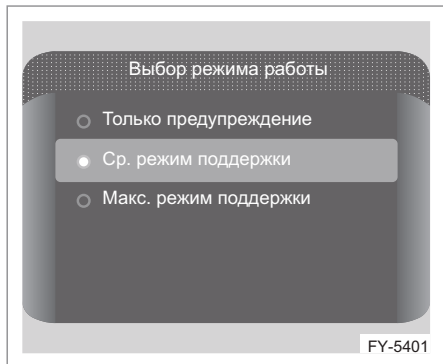 Выбор режима работы
Только предупреждение
Ср. режим поддержки
Макс. режим поддержки
FY-5401